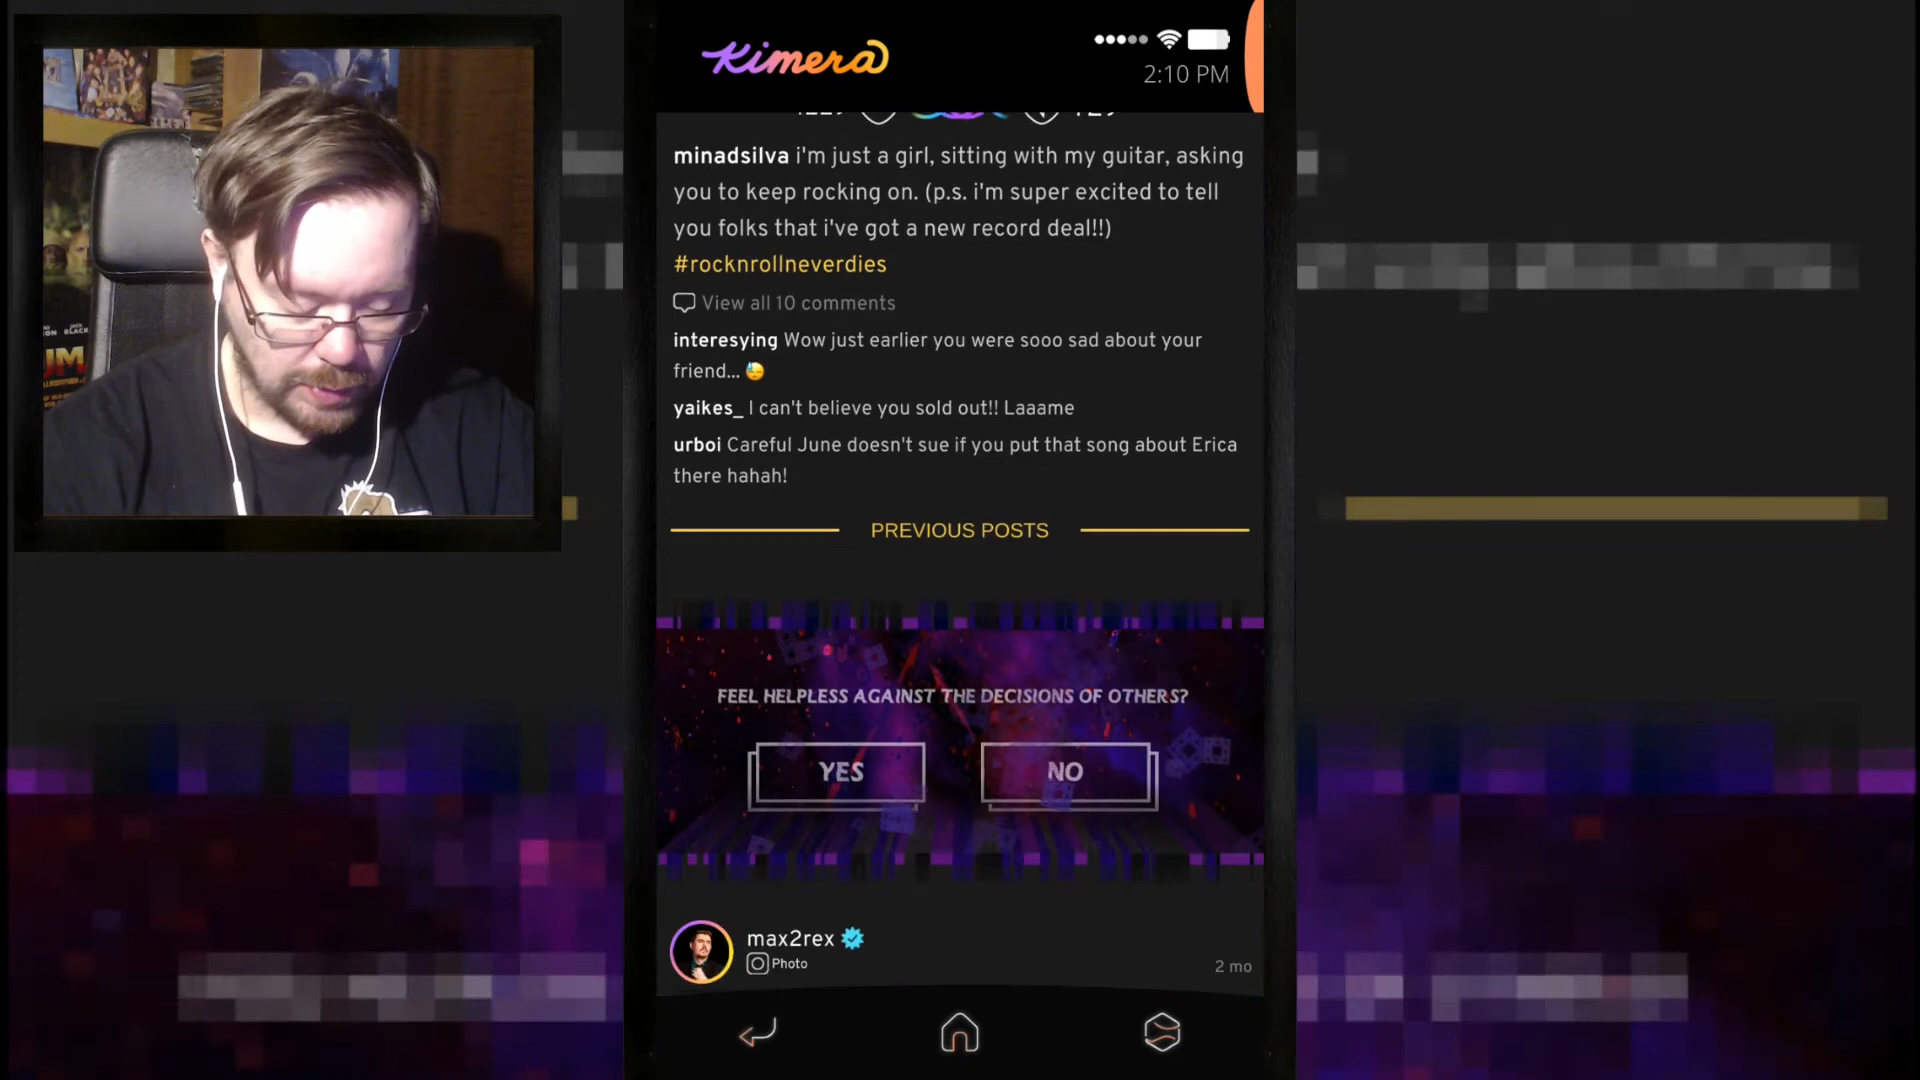 Kimera
2:10 PM
minadsilva i'm just a girl, sitting with my guitar, asking
you to keep rocking on. (p.s. i'm super excited to tell
you folks that i've got a new record deal!!)
#rocknrollneverdies
View all 10 comments
interesying Wow just earlier you were sooo sad about your
friend... 😓
yaikes_ I can't believe you sold out!! Laaame
urboi Careful June doesn't sue if you put that song about Erica
there hahah!
PREVIOUS POSTS
FEEL HELPLESS AGAINST THE DECISIONS OF OTHERS?
YES
NO
max2rex
Photo
2 mo
JACK
BLACK